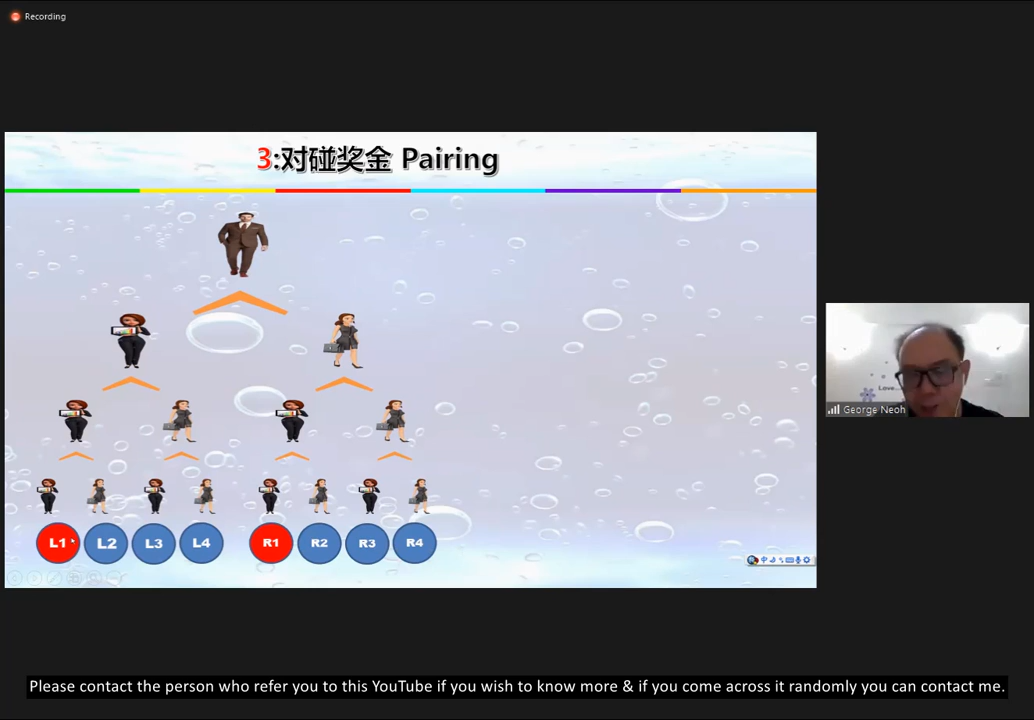 Recording
3:对碰奖金 Pairing
Love...
George Neoh
L1 L2 L3 L4 R1 R2 R3 R4
中
Please contact the person who refer you to this YouTube if you wish to know more & if you come across it randomly you can contact me.